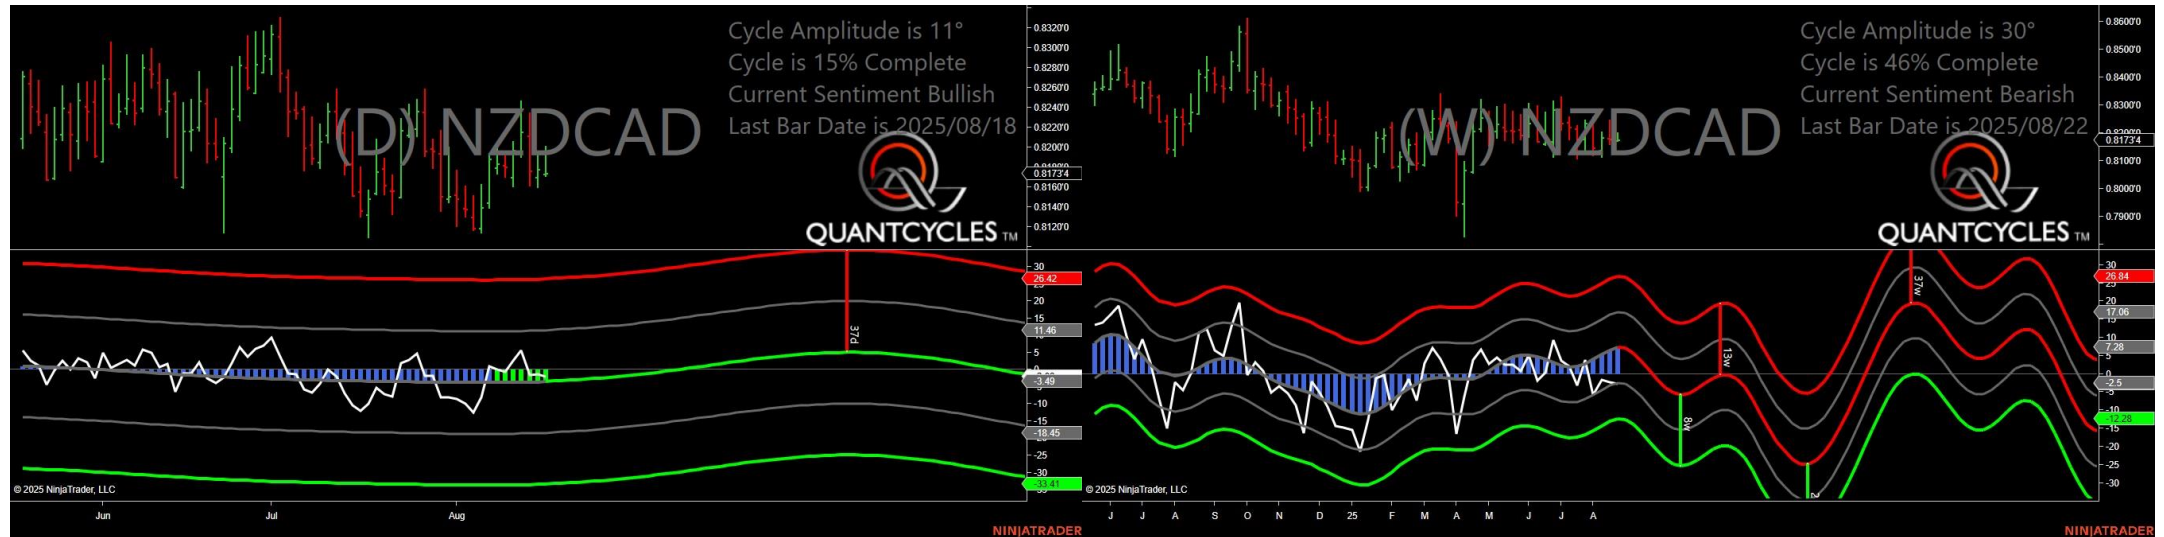 Cycle Amplitude is 11°
Cycle is 15% Complete
Current Sentiment Bullish
Last Bar Date is 2025/08/18
(D) NZDCAD
QUANTCYCLES TM
0.8320'0
0.8300'0
0.8280'0
0.8260'0
0.8240'0
0.8220'0
0.8200'0
0.8173'4
0.8160'0
0.8140'0
0.8120'0
37d
30
26.42
20
15
11.46
5
-3.49
-10
-18.45
-25
-30
-33.41
© 2025 NinjaTrader, LLC
Jun
Jul
Aug
NINJATRADER
Cycle Amplitude is 30°
Cycle is 46% Complete
Current Sentiment Bearish
Last Bar Date is 2025/08/22
(W) NZDCAD
QUANTCYCLES TM
0.8600'0
0.8500'0
0.8400'0
0.8300'0
0.8200'0
0.8173'4
0.8100'0
0.8000'0
0.7900'0
8w
13w
37w
30
26.84
20
17.06
7.28
5
0
-2.5
-5
-10
-12.28
-15
-20
-25
-30
© 2025 NinjaTrader, LLC
J
J
A
S
O
N
D
25
F
M
A
M
J
J
A
NINJATRADER